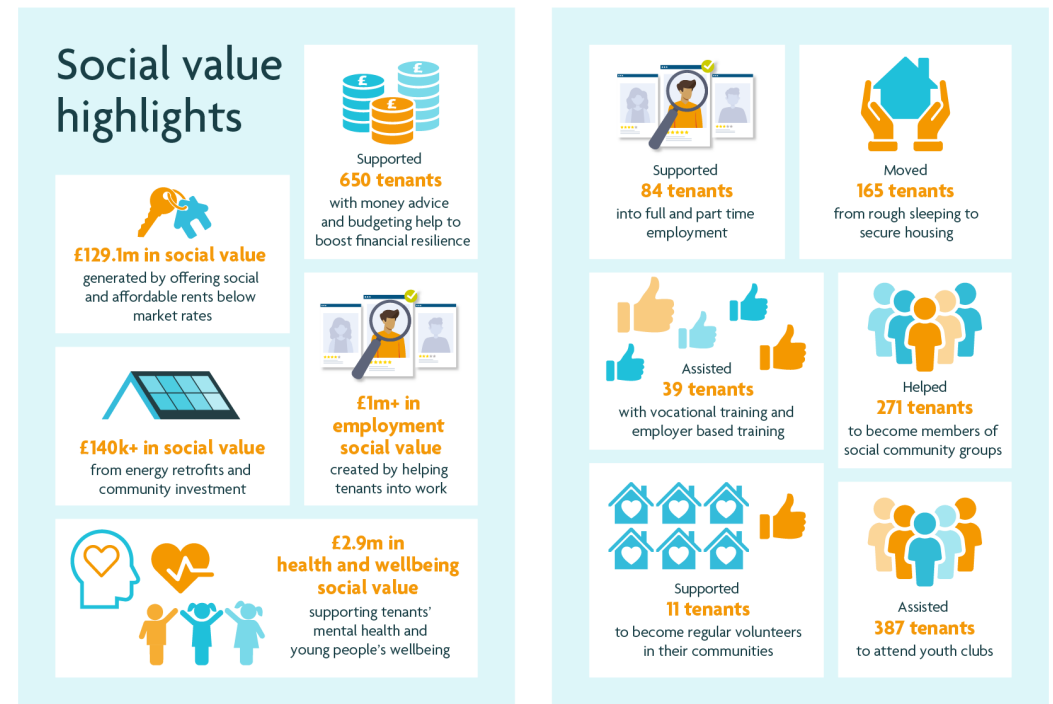 Social value
highlights
£
£
£
Supported
650 tenants
with money advice
and budgeting help to
boost financial resilience
£129.1m in social value
generated by offering social
and affordable rents below
market rates
£1m+ in
employment
social value
created by helping
tenants into work
£140k+ in social value
from energy retrofits and
community investment
£2.9m in
health and wellbeing
social value
supporting tenants’
mental health and
young people’s wellbeing
Supported
84 tenants
into full and part time
employment
Moved
165 tenants
from rough sleeping to
secure housing
Assisted
39 tenants
with vocational training and
employer based training
Helped
271 tenants
to become members of
social community groups
Supported
11 tenants
to become regular volunteers
in their communities
Assisted
387 tenants
to attend youth clubs